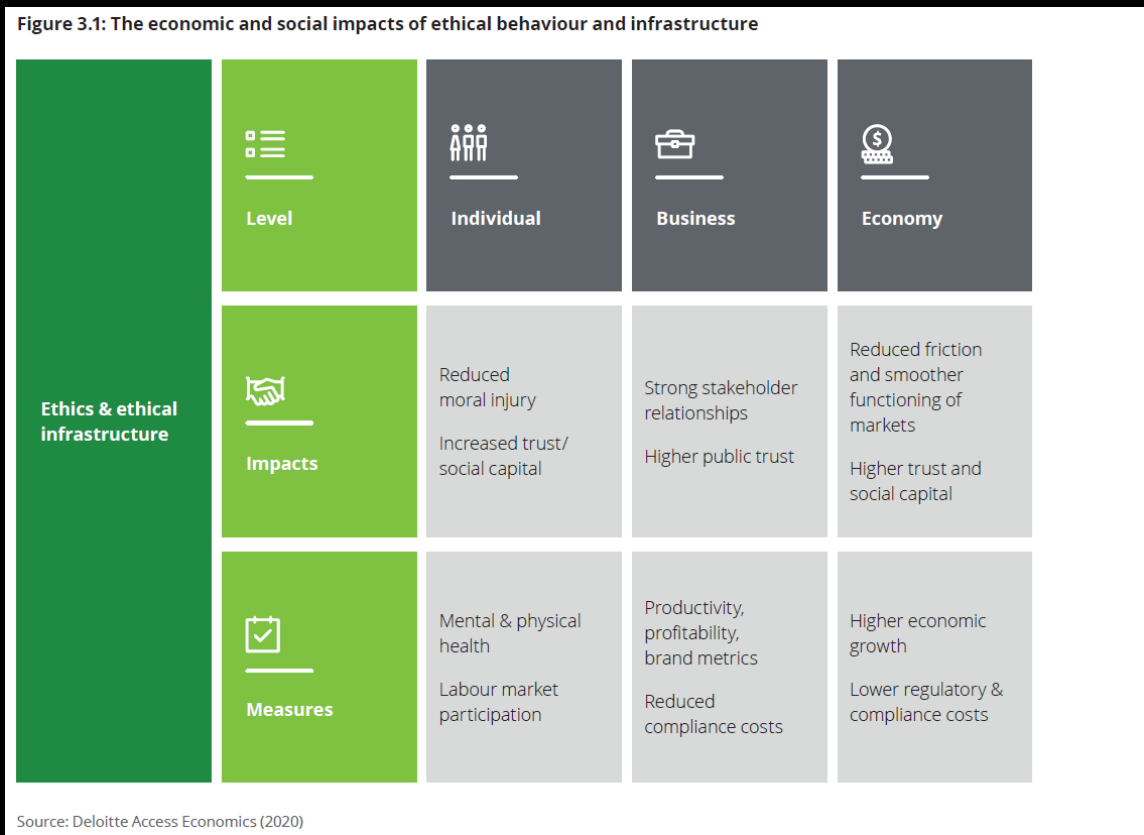 Figure 3.1: The economic and social impacts of ethical behaviour and infrastructure
Ethics & ethical
infrastructure
Level
Individual
Business
Economy
Impacts
Reduced
moral injury
Increased trust/
social capital
Strong stakeholder
relationships
Higher public trust
Reduced friction
and smoother
functioning of
markets
Higher trust and
social capital
Measures
Mental & physical
health
Labour market
participation
Productivity,
profitability,
brand metrics
Reduced
compliance costs
Higher economic
growth
Lower regulatory &
compliance costs
Source: Deloitte Access Economics (2020)